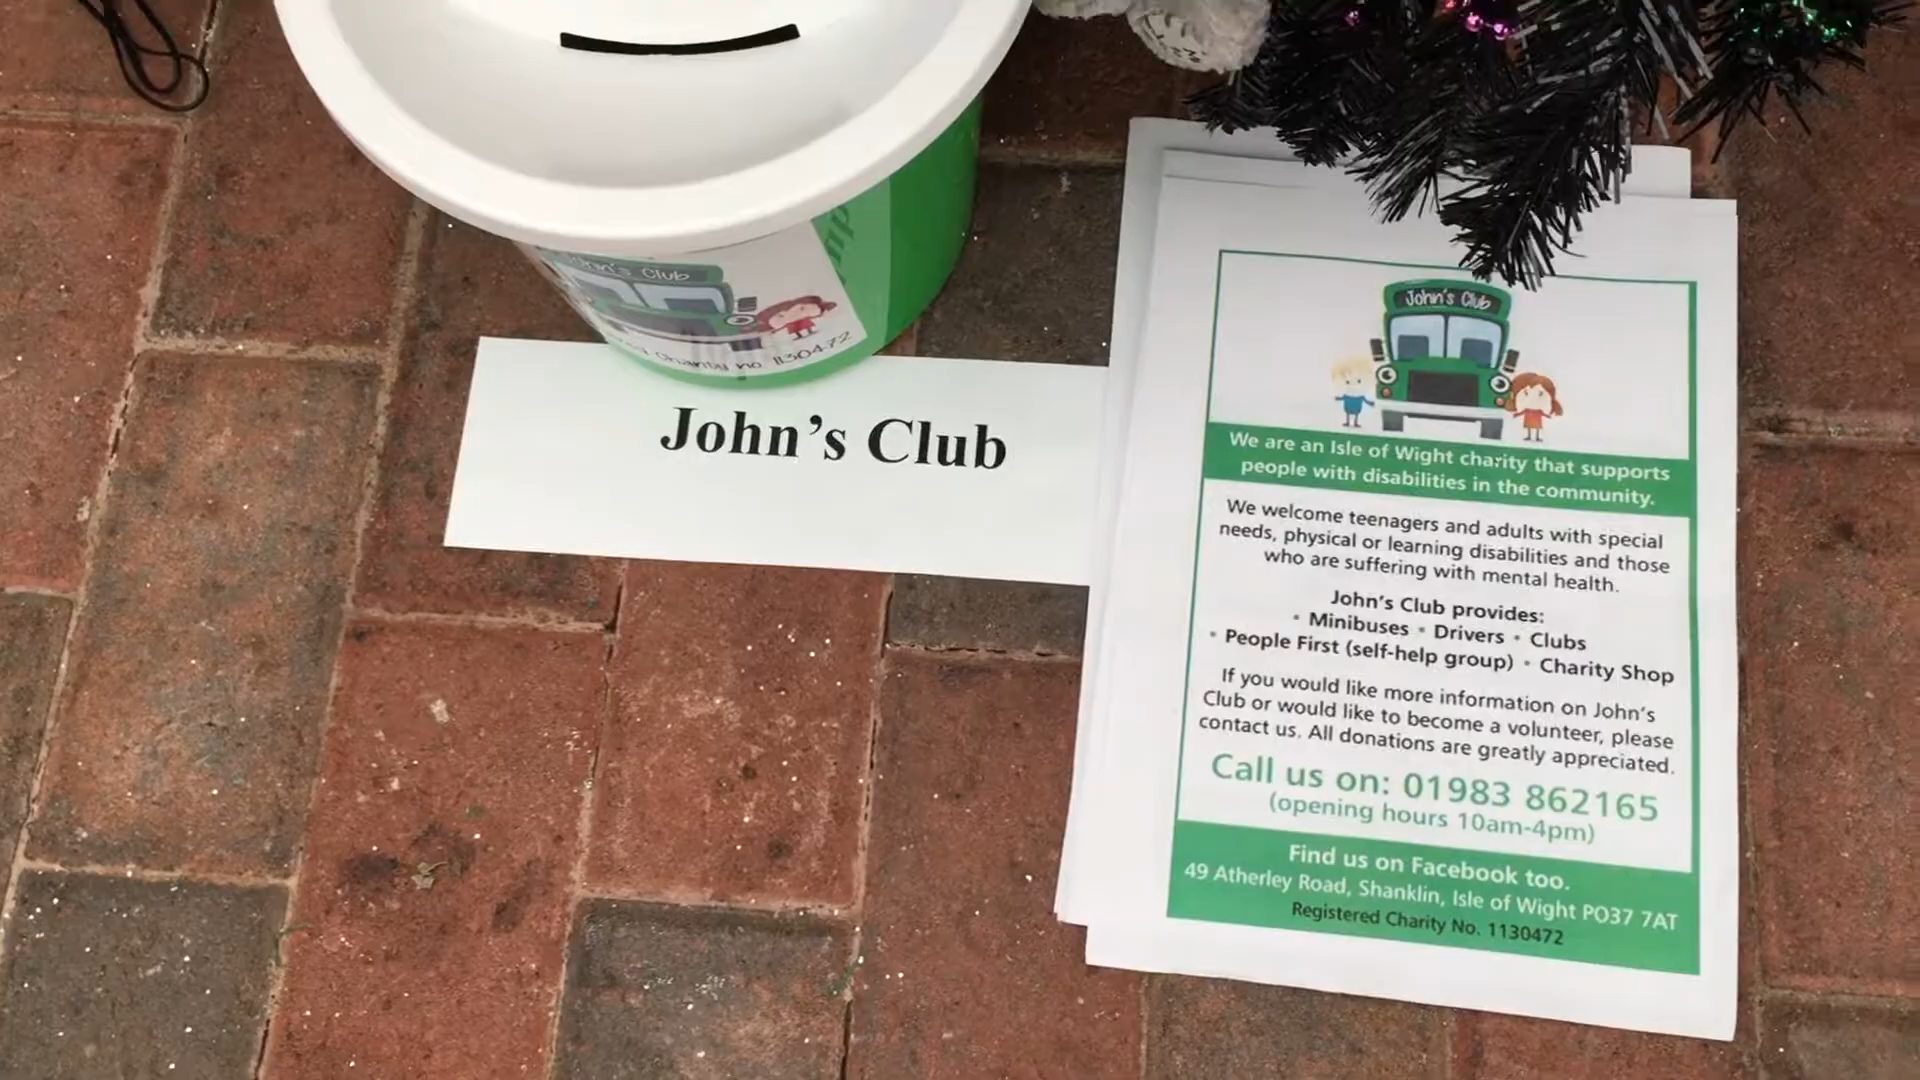 John's Club
Charity no 1130472
John's Club
John's Club
We are an Isle of Wight charity that supports
people with disabilities in the community.
We welcome teenagers and adults with special
needs, physical or learning disabilities and those
who are suffering with mental health.
John's Club provides:
• Minibuses • Drivers • Clubs
• People First (self-help group) • Charity Shop
If you would like more information on John's
Club or would like to become a volunteer, please
contact us. All donations are greatly appreciated.
Call us on: 01983 862165
(opening hours 10am-4pm)
Find us on Facebook too.
49 Atherley Road, Shanklin, Isle of Wight PO37 7AT
Registered Charity No. 1130472